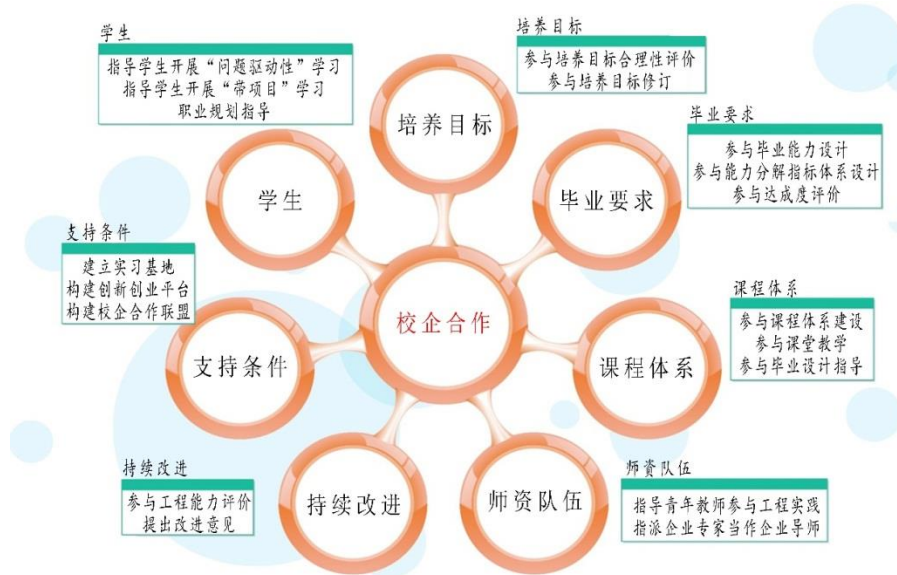 学生
指导学生开展“问题驱动性”学习
指导学生开展“带项目”学习
职业规划指导
培养目标
参与培养目标合理性评价
参与培养目标修订
毕业要求
参与毕业能力设计
参与能力分解指标体系设计
参与达成度评价
支持条件
建立实习基地
构建创新创业平台
构建校企合作联盟
课程体系
参与课程体系建设
参与课堂教学
参与毕业设计指导
持续改进
参与工程能力评价
提出改进意见
师资队伍
指导青年教师参与工程实践
指派企业专家当作企业导师
培养目标
学生
毕业要求
校企合作
支持条件
课程体系
持续改进
师资队伍